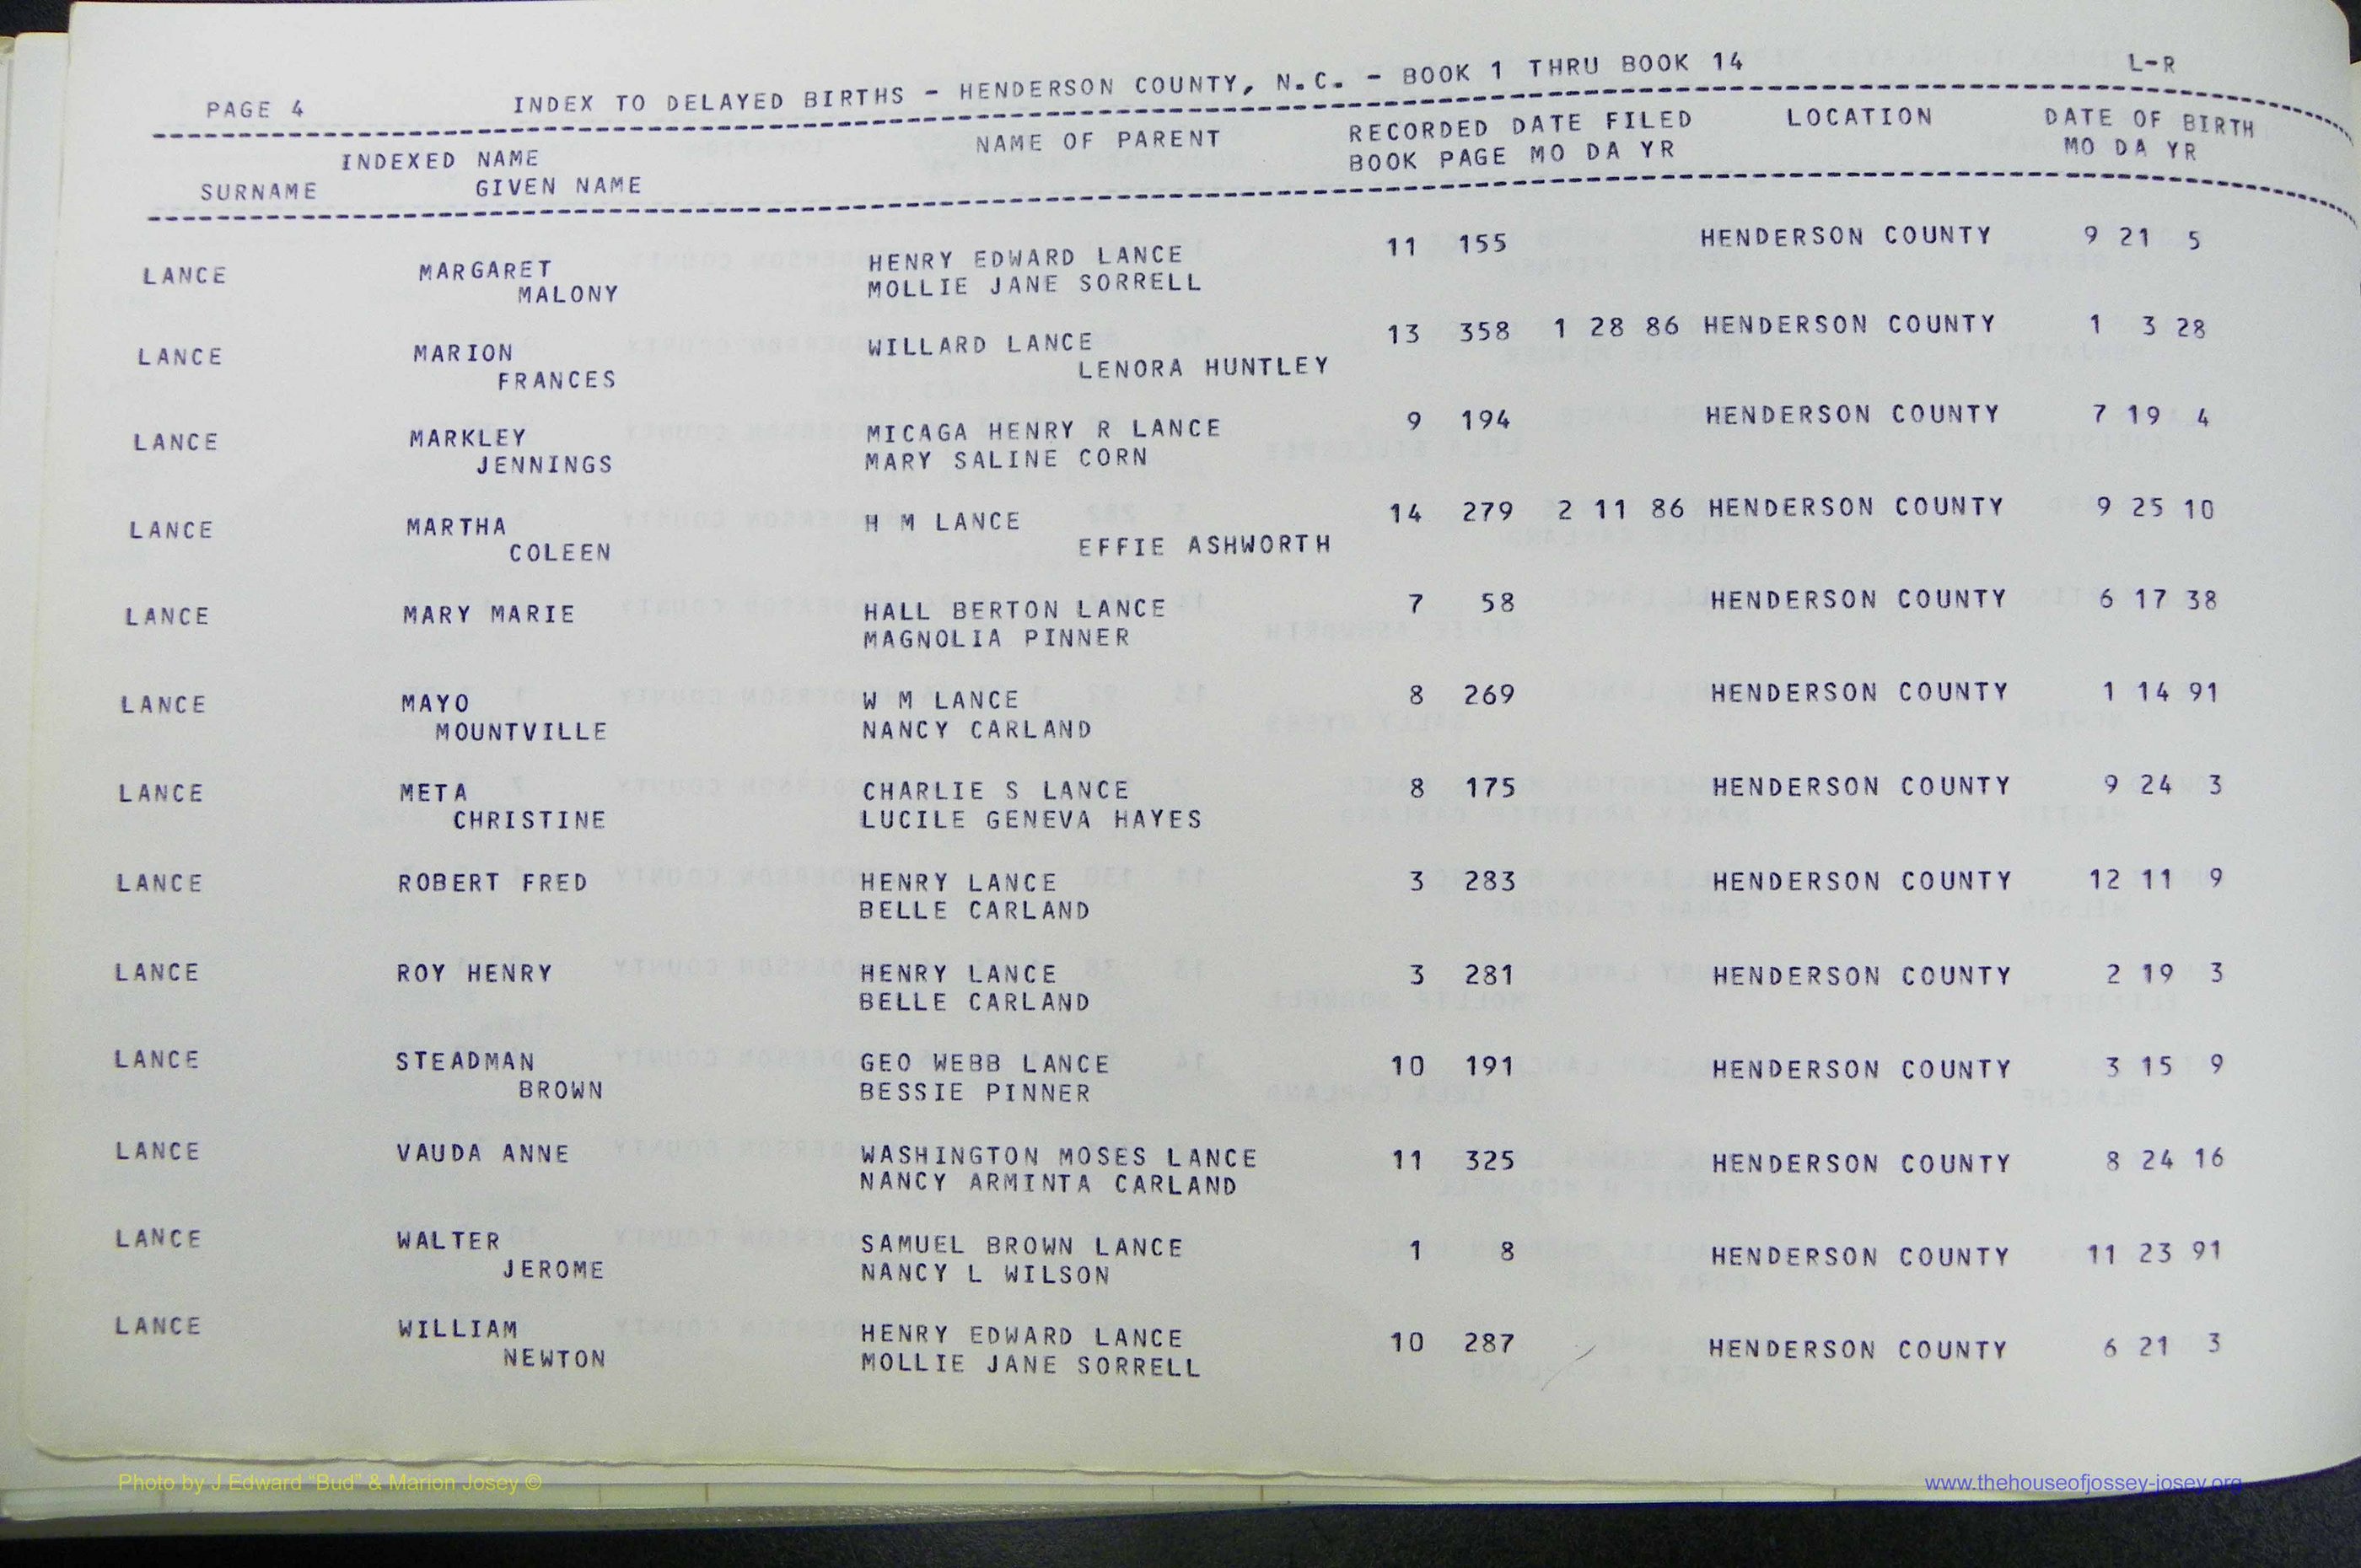 PAGE 4 INDEX TO DELAYED BIRTHS - HENDERSON COUNTY, N.C. - BOOK 1 THRU BOOK 14 L-R
INDEXED NAME NAME OF PARENT RECORDED DATE FILED LOCATION DATE OF BIRTH
SURNAME GIVEN NAME BOOK PAGE MO DA YR MO DA YR
LANCE MARGARET HENRY EDWARD LANCE 11 155 HENDERSON COUNTY 9 21 5
MALONY MOLLIE JANE SORRELL
LANCE MARION WILLARD LANCE 13 358 1 28 86 HENDERSON COUNTY 1 3 28
FRANCES LENORA HUNTLEY
LANCE MARKLEY MICAGA HENRY R LANCE 9 194 HENDERSON COUNTY 7 19 4
JENNINGS MARY SALINE CORN
LANCE MARTHA H M LANCE 14 279 2 11 86 HENDERSON COUNTY 9 25 10
COLEEN EFFIE ASHWORTH
LANCE MARY MARIE HALL BERTON LANCE 7 58 HENDERSON COUNTY 6 17 38
MAGNOLIA PINNER
LANCE MAYO W M LANCE 8 269 HENDERSON COUNTY 1 14 91
MOUNTVILLE NANCY CARLAND
LANCE META CHARLIE S LANCE 8 175 HENDERSON COUNTY 9 24 3
CHRISTINE LUCILE GENEVA HAYES
LANCE ROBERT FRED HENRY LANCE 3 283 HENDERSON COUNTY 12 11 9
BELLE CARLAND
LANCE ROY HENRY HENRY LANCE 3 281 HENDERSON COUNTY 2 19 3
BELLE CARLAND
LANCE STEADMAN GEO WEBB LANCE 10 191 HENDERSON COUNTY 3 15 9
BROWN BESSIE PINNER
LANCE VAUDA ANNE WASHINGTON MOSES LANCE 11 325 HENDERSON COUNTY 8 24 16
NANCY ARMINTA CARLAND
LANCE WALTER SAMUEL BROWN LANCE 1 8 HENDERSON COUNTY 11 23 91
JEROME NANCY L WILSON
LANCE WILLIAM HENRY EDWARD LANCE 10 287 HENDERSON COUNTY 6 21 3
NEWTON MOLLIE JANE SORRELL
Photo by J Edward “Bud” & Marion Josey © www.thehouseofjossey-josey.org